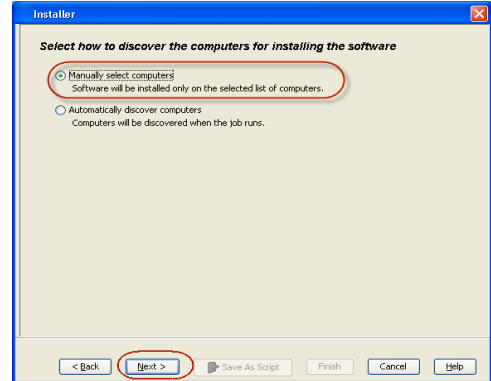 Installer
Select how to discover the computers for installing the software
Manually select computers
Software will be installed only on the selected list of computers.
Automatically discover computers
Computers will be discovered when the job runs.
< Back Next > Save As Script Finish Cancel Help